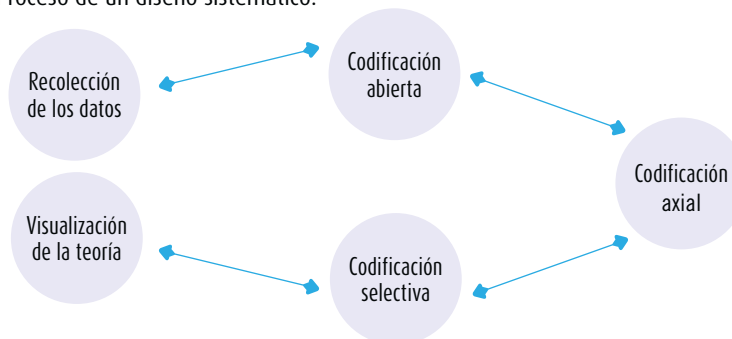 roceso de un diseño sistemático.
Recolección
de los datos
Codificación
abierta
Codificación
axial
Visualización
de la teoría
Codificación
selectiva